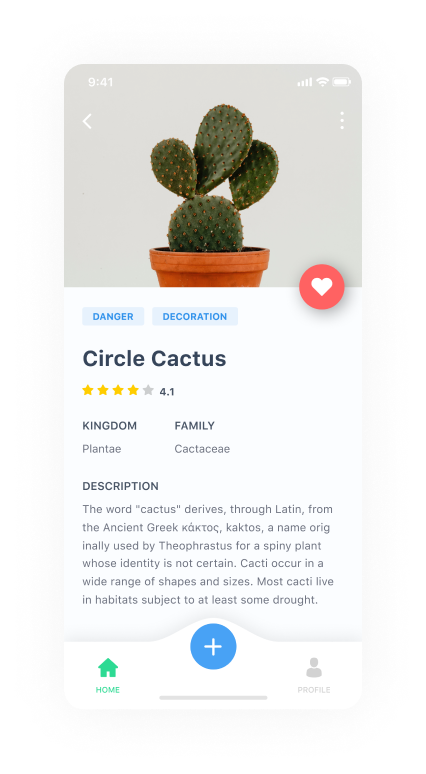 9:41
DANGER DECORATION
Circle Cactus
4.1
KINGDOM FAMILY
Plantae Cactaceae
DESCRIPTION
The word "cactus" derives, through Latin, from
the Ancient Greek κάκτος, kaktos, a name orig
inally used by Theophrastus for a spiny plant
whose identity is not certain. Cacti occur in a
wide range of shapes and sizes. Most cacti live
in habitats subject to at least some drought.
HOME PROFILE